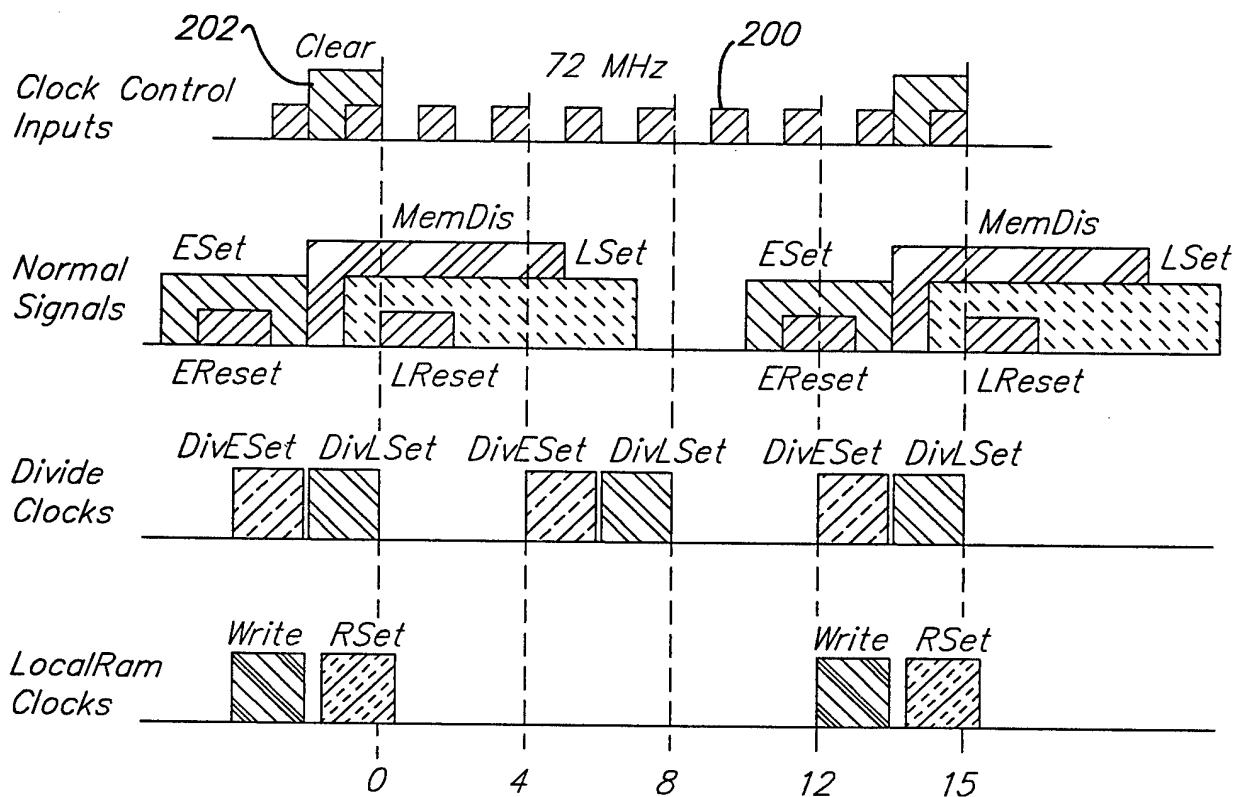 202
Clear
72 MHz
200
Clock Control
Inputs
MemDis
MemDis
ESet
LSet
ESet
LSet
Normal
Signals
EReset
LReset
EReset
LReset
DivESet
DivLSet
DivESet
DivLSet
DivESet
DivLSet
Divide
Clocks
Write
RSet
Write
RSet
LocalRam
Clocks
0
4
8
12
15